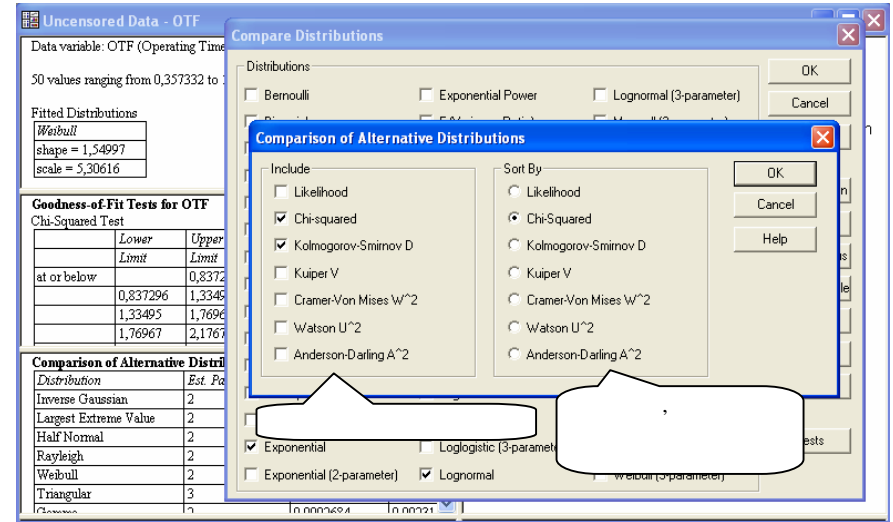 Uncensored Data - OTF
Data variable: OTF (Operating Time
50 values ranging from 0,357332 to
Fitted Distributions
Weibull
shape = 1,54997
scale = 5,30616
Goodness-of-Fit Tests for OTF
Chi-Squared Test
Lower Upper
Limit Limit
at or below 0,8372
0,837296 1,3349
1,33495 1,7696
1,76967 2,1767
Comparison of Alternative Distril
Distribution Est. Pa
Inverse Gaussian 2
Largest Extreme Value 2
Half Normal 2
Rayleigh 2
Weibull 2
Triangular 3
Compare Distributions
Distributions
Bernoulli
Exponential Power
Lognormal (3-parameter)
OK
Cancel
Comparison of Alternative Distributions
Include
Likelihood
Chi-squared
Kolmogorov-Smirnov D
Kuiper V
Cramer-Von Mises W^2
Watson U^2
Anderson-Darling A^2
Sort By
Likelihood
Chi-Squared
Kolmogorov-Smirnov D
Kuiper V
Cramer-Von Mises W^2
Watson U^2
Anderson-Darling A^2
OK
Cancel
Help
,
Exponential
Loglogistic (3-paramete
Exponential (2-parameter)
Lognormal
ests